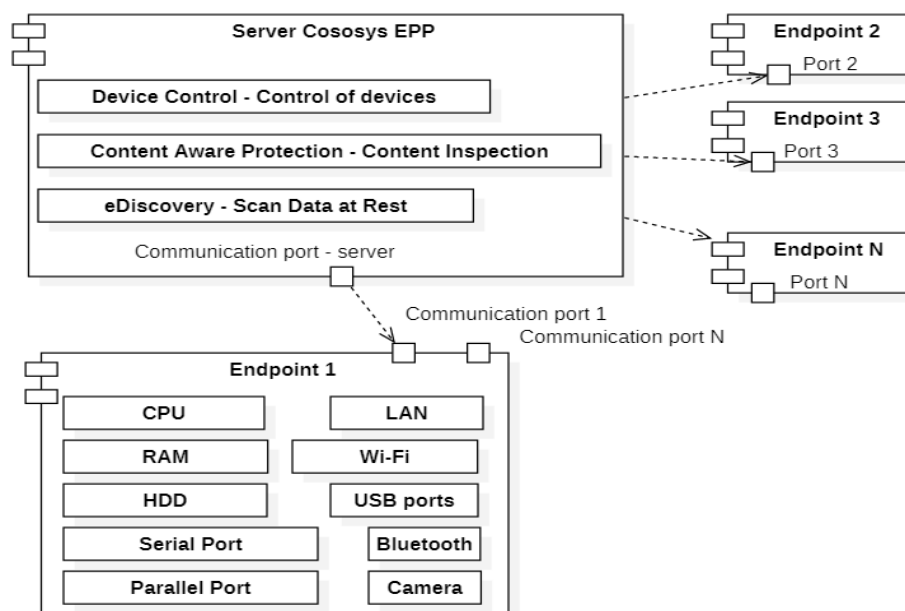 Server Cososys EPP
Device Control - Control of devices
Content Aware Protection - Content Inspection
eDiscovery - Scan Data at Rest
Communication port - server
Endpoint 2
Port 2
Endpoint 3
Port 3
Endpoint N
Port N
Communication port 1
Communication port N
Endpoint 1
CPU
LAN
RAM
Wi-Fi
HDD
USB ports
Serial Port
Bluetooth
Parallel Port
Camera